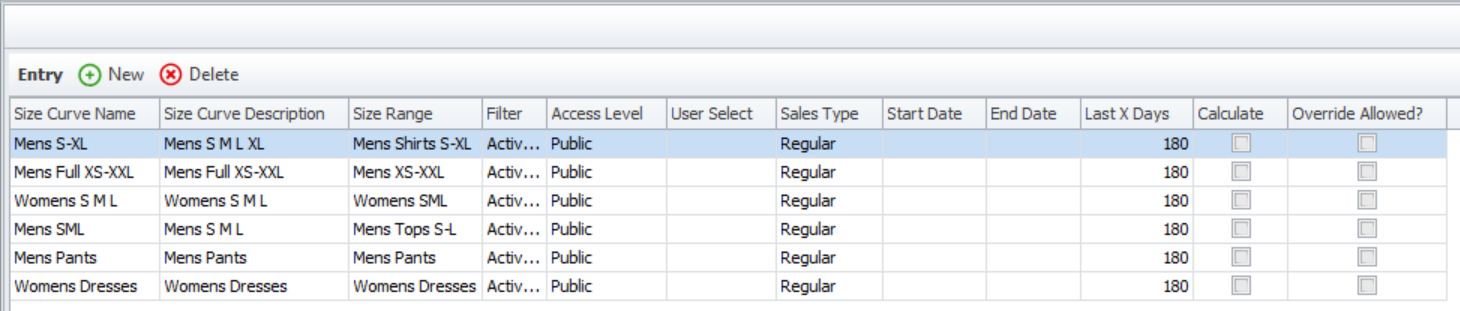 Entry New Delete
Size Curve Name Size Curve Description Size Range Filter Access Level User Select Sales Type Start Date End Date Last X Days Calculate Override Allowed?
Mens S-XL Mens S M L XL Mens Shirts S-XL Activ... Public Regular 180
Mens Full XS-XXL Mens Full XS-XXL Mens XS-XXL Activ... Public Regular 180
Womens S M L Womens S M L Womens SML Activ... Public Regular 180
Mens SML Mens S M L Mens Tops S-L Activ... Public Regular 180
Mens Pants Mens Pants Mens Pants Activ... Public Regular 180
Womens Dresses Womens Dresses Womens Dresses Activ... Public Regular 180